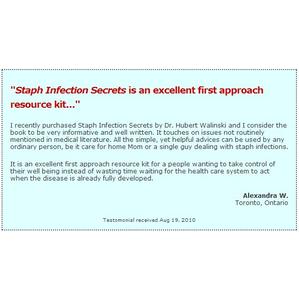 "Staph Infection Secrets is an excellent first approach
resource kit..."
I recently purchased Staph Infection Secrets by Dr. Hubert Walinski and I consider the
book to be very informative and well written. It touches on issues not routinely
mentioned in medical literature. All the simple, yet helpful advices can be used by any
ordinary person, be it care for home Mom or a single guy dealing with staph infections.
It is an excellent first approach resource kit for a people wanting to take control of
their well being instead of wasting time waiting for the health care system to act
when the disease is already fully developed.
Alexandra W.
Toronto, Ontario
Testomonial received Aug 19, 2010